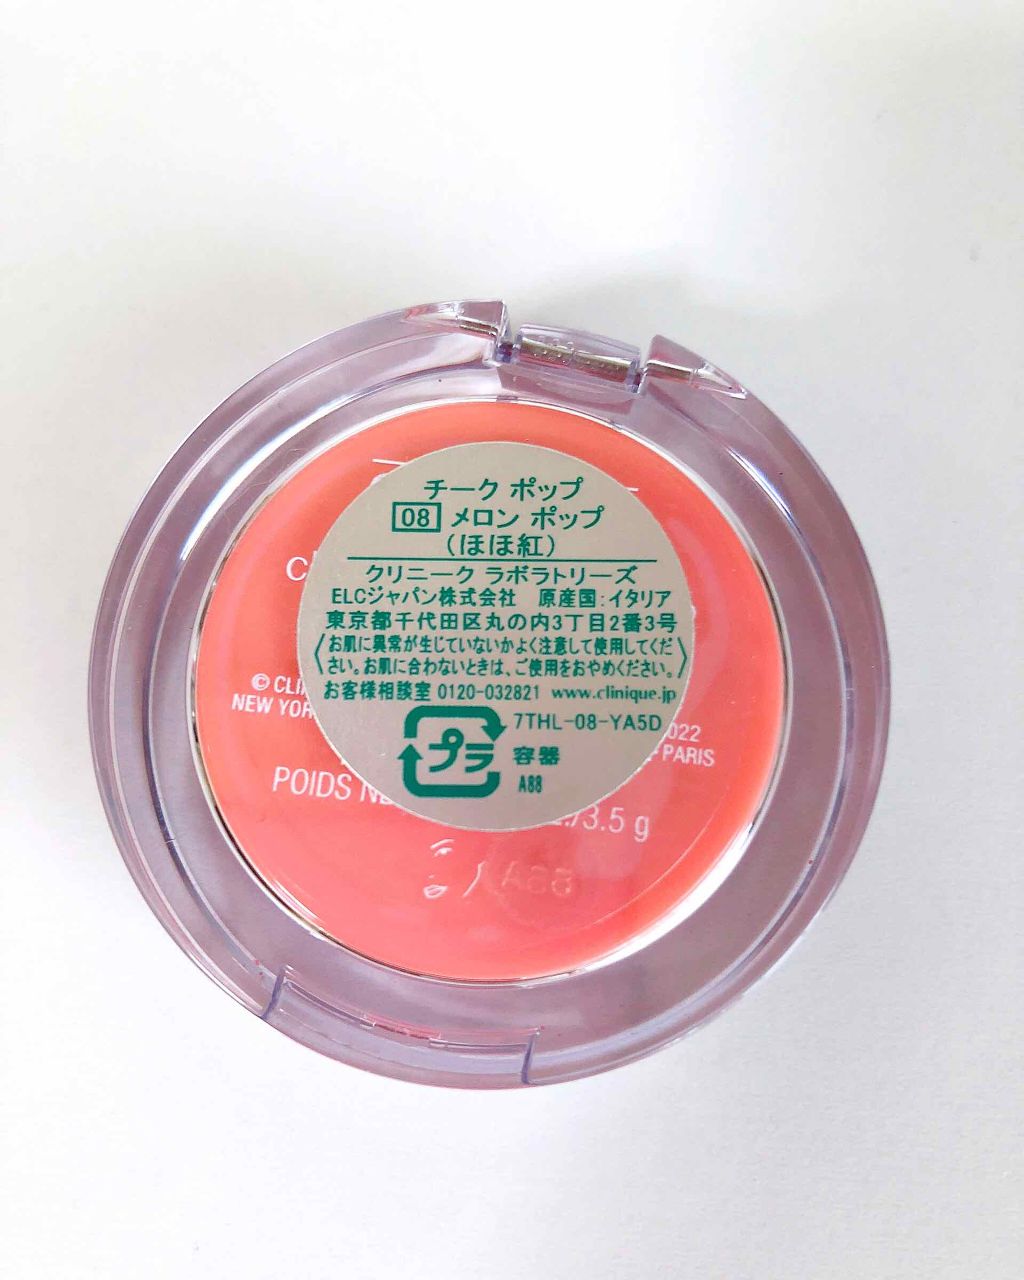 チーク ポップ
08 メロン ポップ
（ほほ紅）
クリニーク ラボラトリーズ
ELCジャパン株式会社 原産国：イタリア
東京都千代田区丸の内3丁目2番3号
〈お肌に異常が生じていないかよく注意して使用してくだ
さい。お肌に合わないときは、ご使用をおやめください。〉
お客様相談室 0120-032821 www.clinique.jp
7THL-08-YA5D
プラ 容器
A88
©
NEW
PARIS
POIDS
/3.5 g
A88